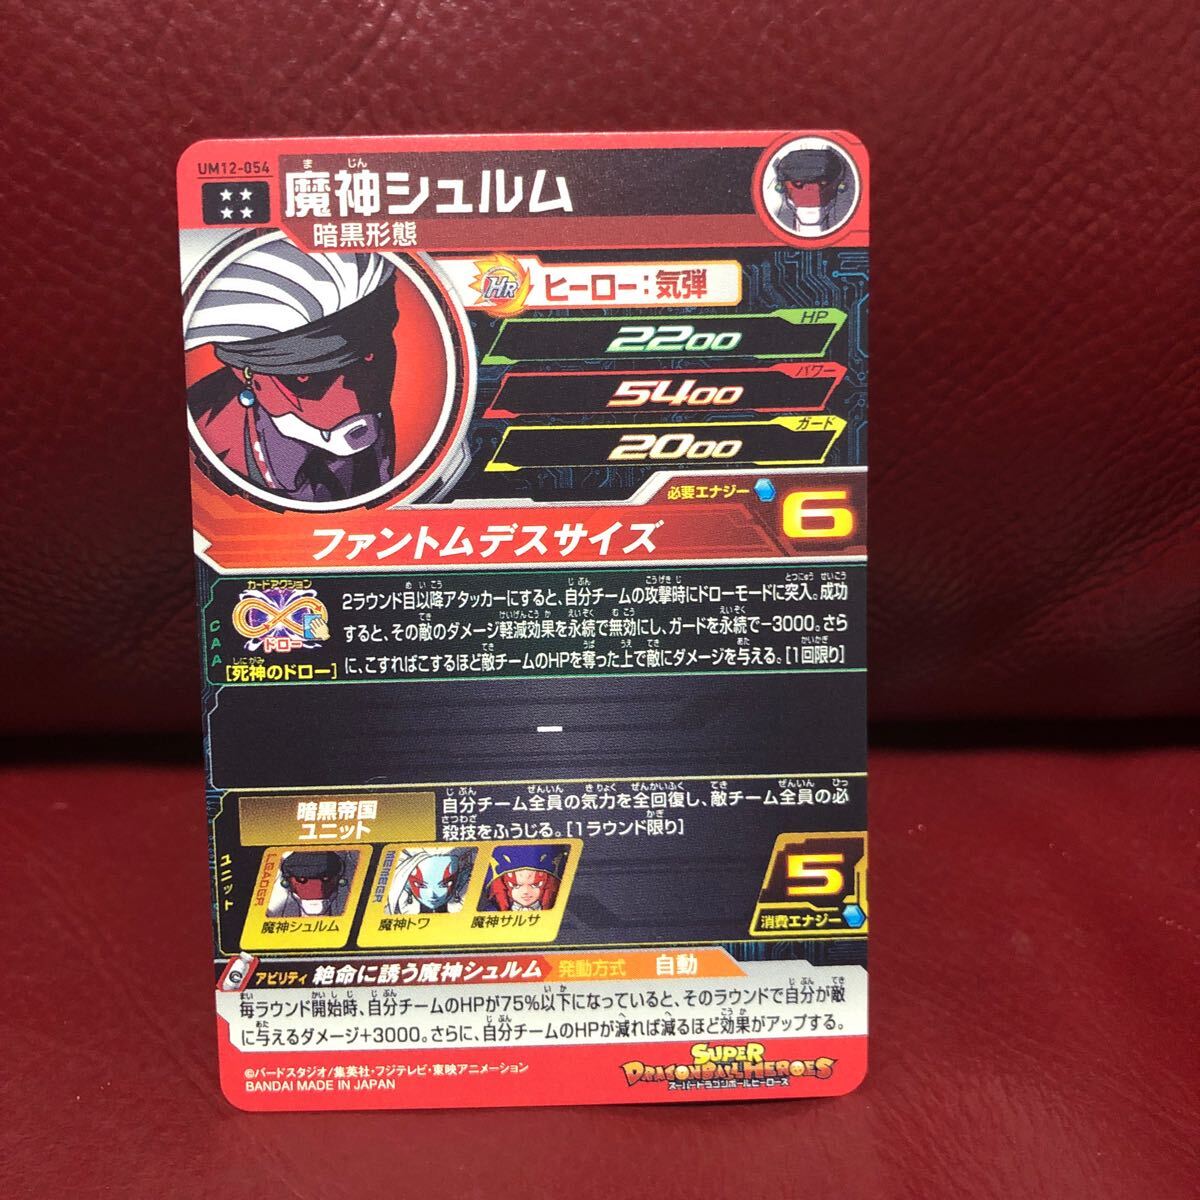 UM12-054
まじん
魔神シュルム
暗黒形態
HR
ヒーロー:気弾
HP
2200
パワー
5400
ガード
2000
必要エナジー
6
ファントムデスサイズ
CAA
カードアクション
ドロー
[死神のドロー]
しにがみ
2ラウンド目以降アタッカーにすると、自分チームの攻撃時にドローモードに突入。成功
すると、その敵のダメージ軽減効果を永続で無効にし、ガードを永続で−3000。さら
に、こすればこするほど敵チームのHPを奪った上で敵にダメージを与える。[1回限り]
ー
ユニット
暗黒帝国
ユニット
自分チーム全員の気力を全回復し、敵チーム全員の必
殺技をふうじる。[1ラウンド限り]
LEADER
魔神シュルム
MEMBER
魔神トワ
魔神サルサ
5
消費エナジー
アビリティ 絶命に誘う魔神シュルム 発動方式 自動
毎ラウンド開始時、自分チームのHPが75%以下になっていると、そのラウンドで自分が敵
に与えるダメージ+3000。さらに、自分チームのHPが減れば減るほど効果がアップする。
©バードスタジオ/集英社・フジテレビ・東映アニメーション
BANDAI MADE IN JAPAN
SUPER
DRAGONBALL HEROES
スーパードラゴンボールヒーローズ